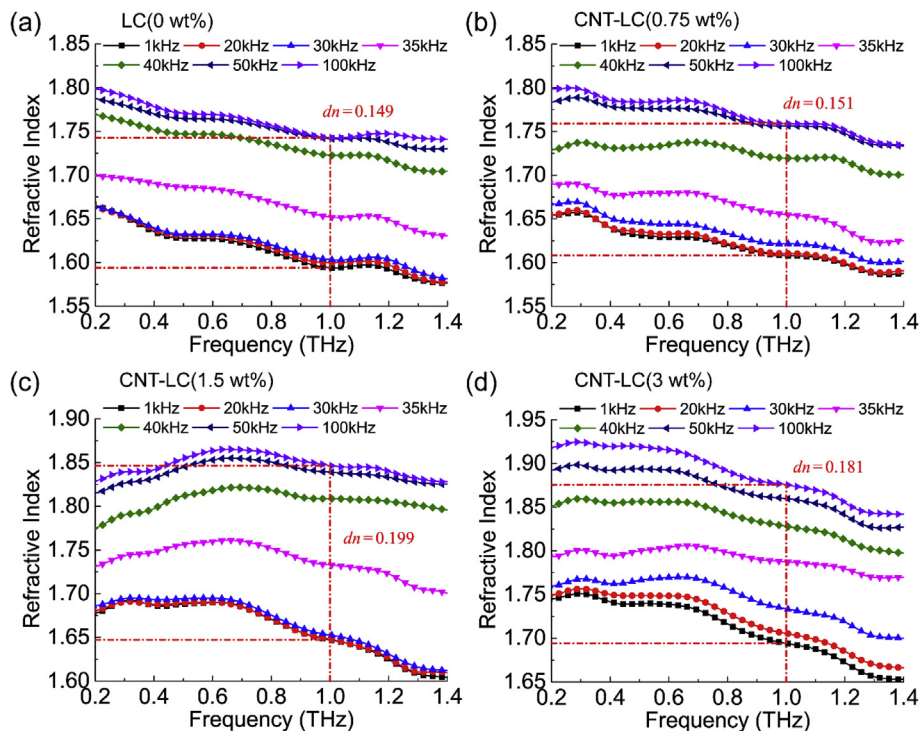 (a) LC(0 wt%)
1kHz 20kHz 30kHz 35kHz
40kHz 50kHz 100kHz
dn=0.149
1.85
1.80
1.75
1.70
1.65
1.60
1.55
Refractive Index
0.2 0.4 0.6 0.8 1.0 1.2 1.4
Frequency (THz)
(b) CNT-LC(0.75 wt%)
1kHz 20kHz 30kHz 35kHz
40kHz 50kHz 100kHz
dn=0.151
1.85
1.80
1.75
1.70
1.65
1.60
1.55
Refractive Index
0.2 0.4 0.6 0.8 1.0 1.2 1.4
Frequency (THz)
(c) CNT-LC(1.5 wt%)
1kHz 20kHz 30kHz 35kHz
40kHz 50kHz 100kHz
dn=0.199
1.90
1.85
1.80
1.75
1.70
1.65
1.60
Refractive Index
0.2 0.4 0.6 0.8 1.0 1.2 1.4
Frequency (THz)
(d) CNT-LC(3 wt%)
1kHz 20kHz 30kHz 35kHz
40kHz 50kHz 100kHz
dn=0.181
1.95
1.90
1.85
1.80
1.75
1.70
1.65
Refractive Index
0.2 0.4 0.6 0.8 1.0 1.2 1.4
Frequency (THz)